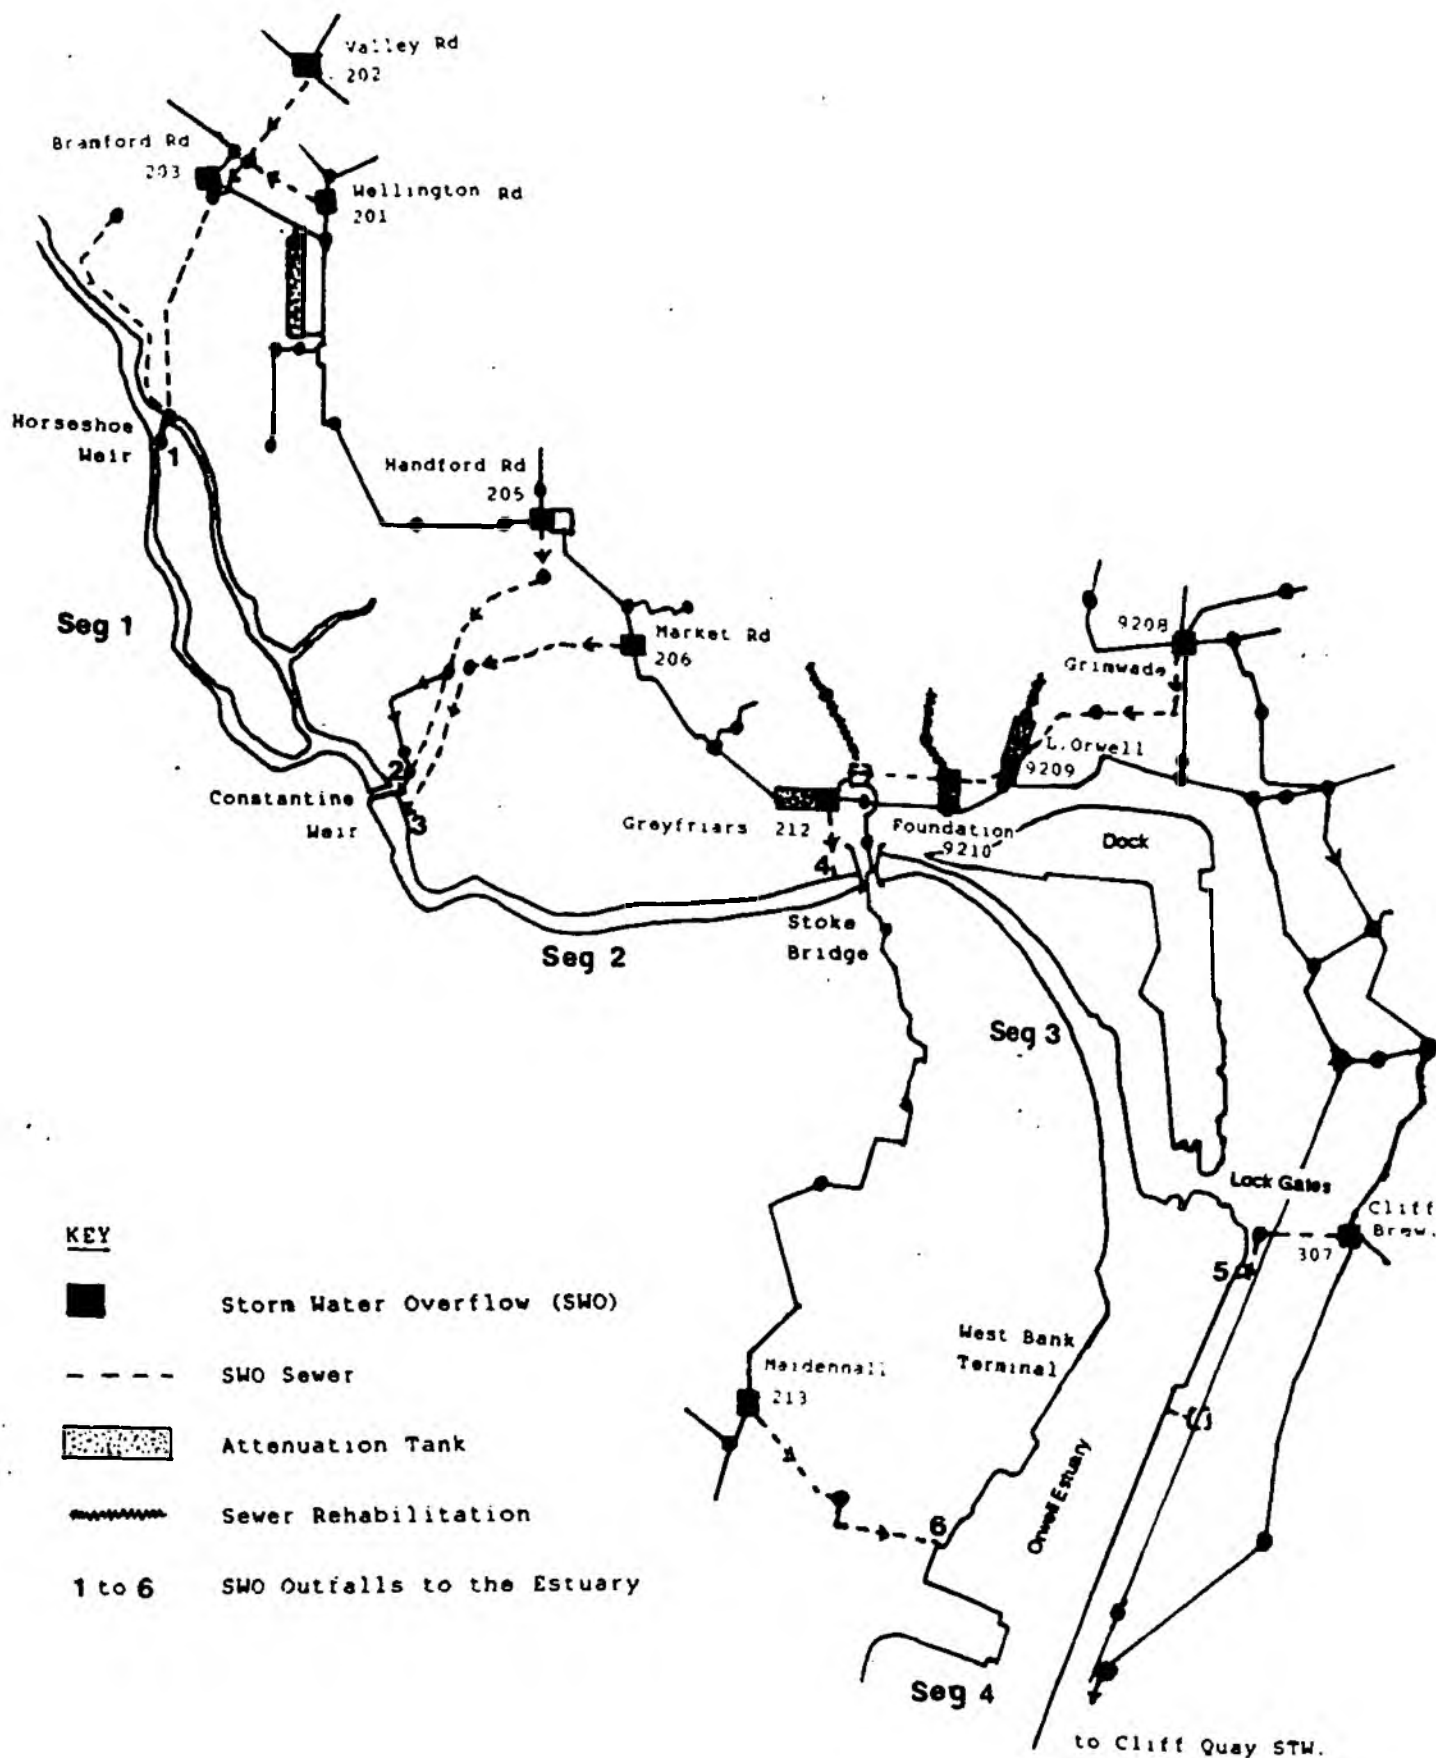 Valley Rd
202
Bramford Rd
203
Wellington Rd
201
Horseshoe
Weir
1
Handford Rd
205
Seg 1
Market Rd
206
9208
Grimwade
L.Orwell
9209
2
Constantine
Weir
3
Greyfriars
212
Foundation
9210
Dock
4
Stoke
Bridge
Seg 2
Seg 3
Lock Gates
Cliff
Brew.
307
5
KEY
Storm Water Overflow (SWO)
SWO Sewer
Attenuation Tank
Sewer Rehabilitation
1 to 6 SWO Outfalls to the Estuary
West Bank
Terminal
Maidenhall
213
6
Orwell Estuary
Seg 4
to Cliff Quay STW.